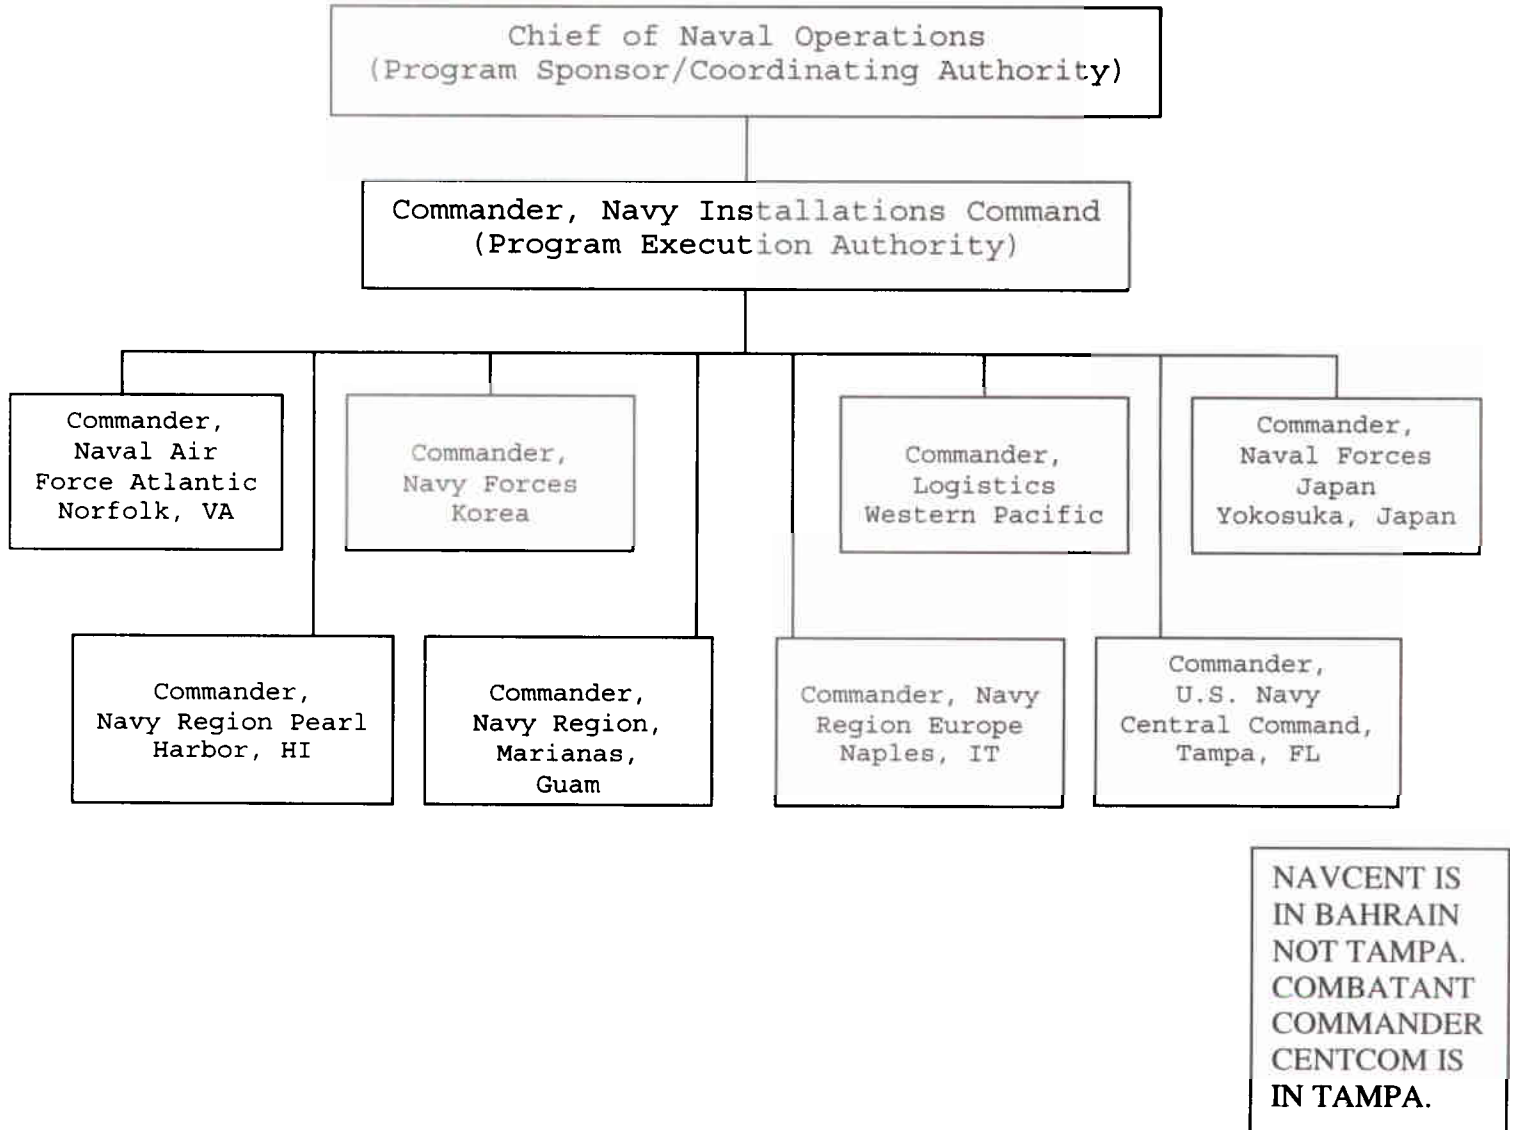 Chief of Naval Operations
(Program Sponsor/Coordinating Authority)
Commander, Navy Installations Command
(Program Execution Authority)
Commander,
Naval Air
Force Atlantic
Norfolk, VA
Commander,
Navy Forces
Korea
Commander,
Logistics
Western Pacific
Commander,
Naval Forces
Japan
Yokosuka, Japan
Commander,
Navy Region Pearl
Harbor, HI
Commander,
Navy Region,
Marianas,
Guam
Commander, Navy
Region Europe
Naples, IT
Commander,
U.S. Navy
Central Command,
Tampa, FL
NAVCENT IS
IN BAHRAIN
NOT TAMPA.
COMBATANT
COMMANDER
CENTCOM IS
IN TAMPA.